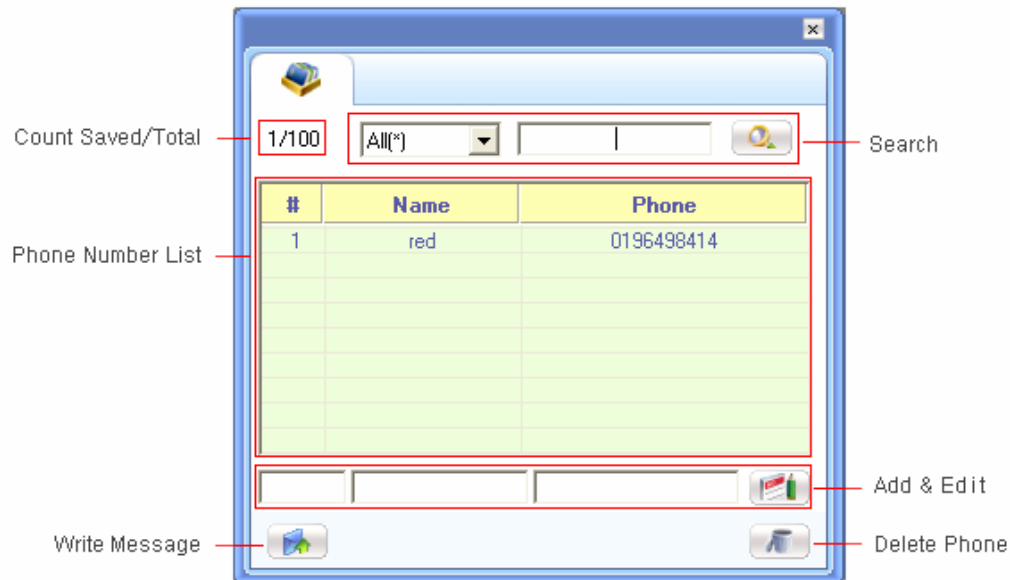 Count Saved/Total
1/100
All(*)
Search
# Name Phone
1 red 0196498414
Phone Number List
Add & Edit
Write Message
Delete Phone